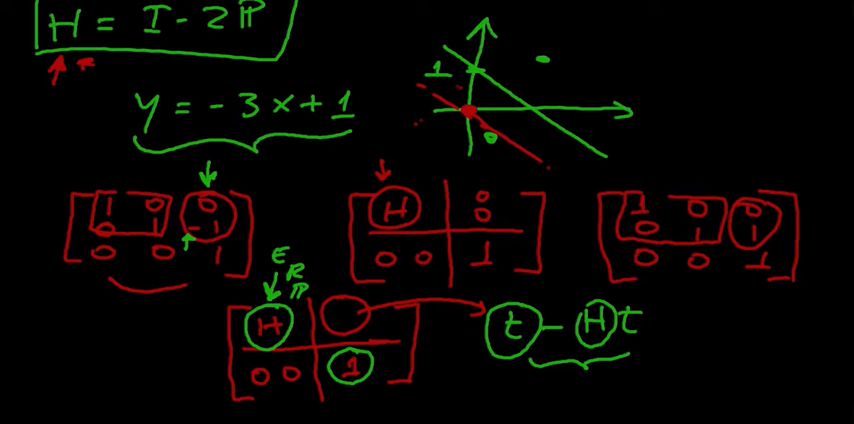 H = I - 2P
1
y = -3x + 1
1 0 0
0 1 -1
0 0 1
H 0
0
0 0 1
1 0 0
0 1 1
0 0 1
E
R
P
H
0 0 1
t - Ht